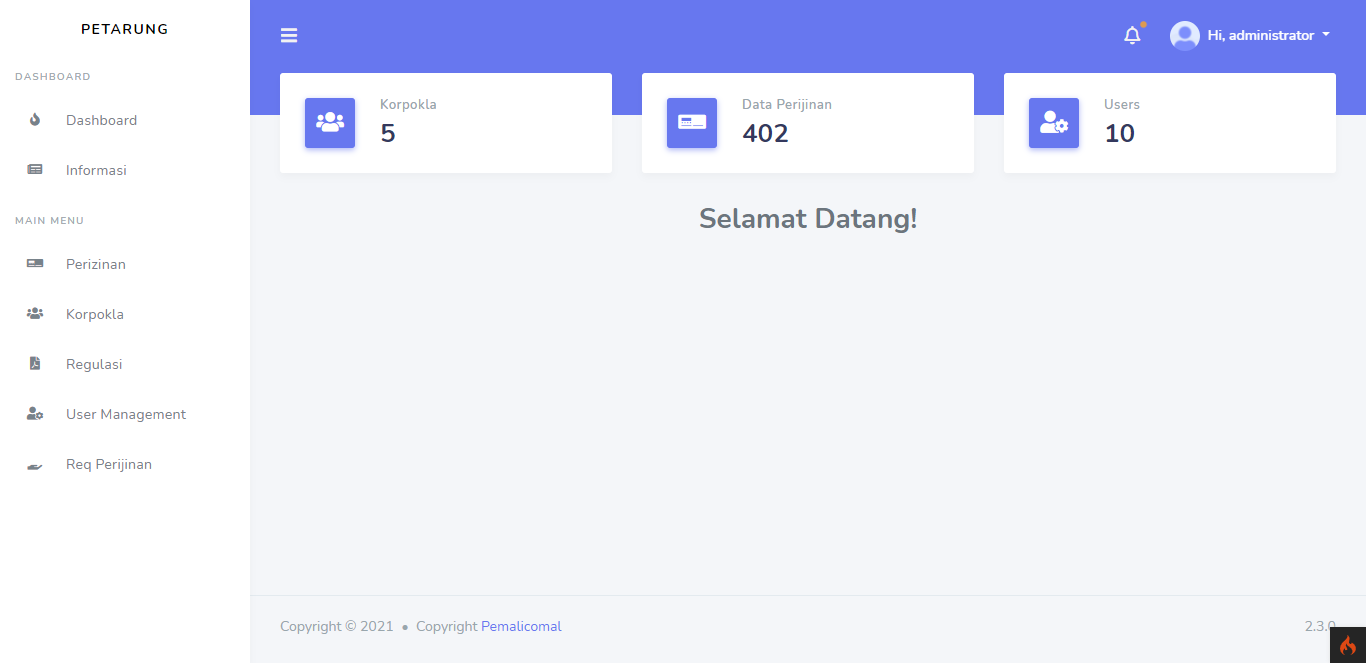 PETARUNG
DASHBOARD
Dashboard
Informasi
MAIN MENU
Perizinan
Korpokla
Regulasi
User Management
Req Perijinan
Hi, administrator
Korpokla
5
Data Perijinan
402
Users
10
Selamat Datang!
Copyright © 2021 • Copyright Pemalicomal
2.3.0